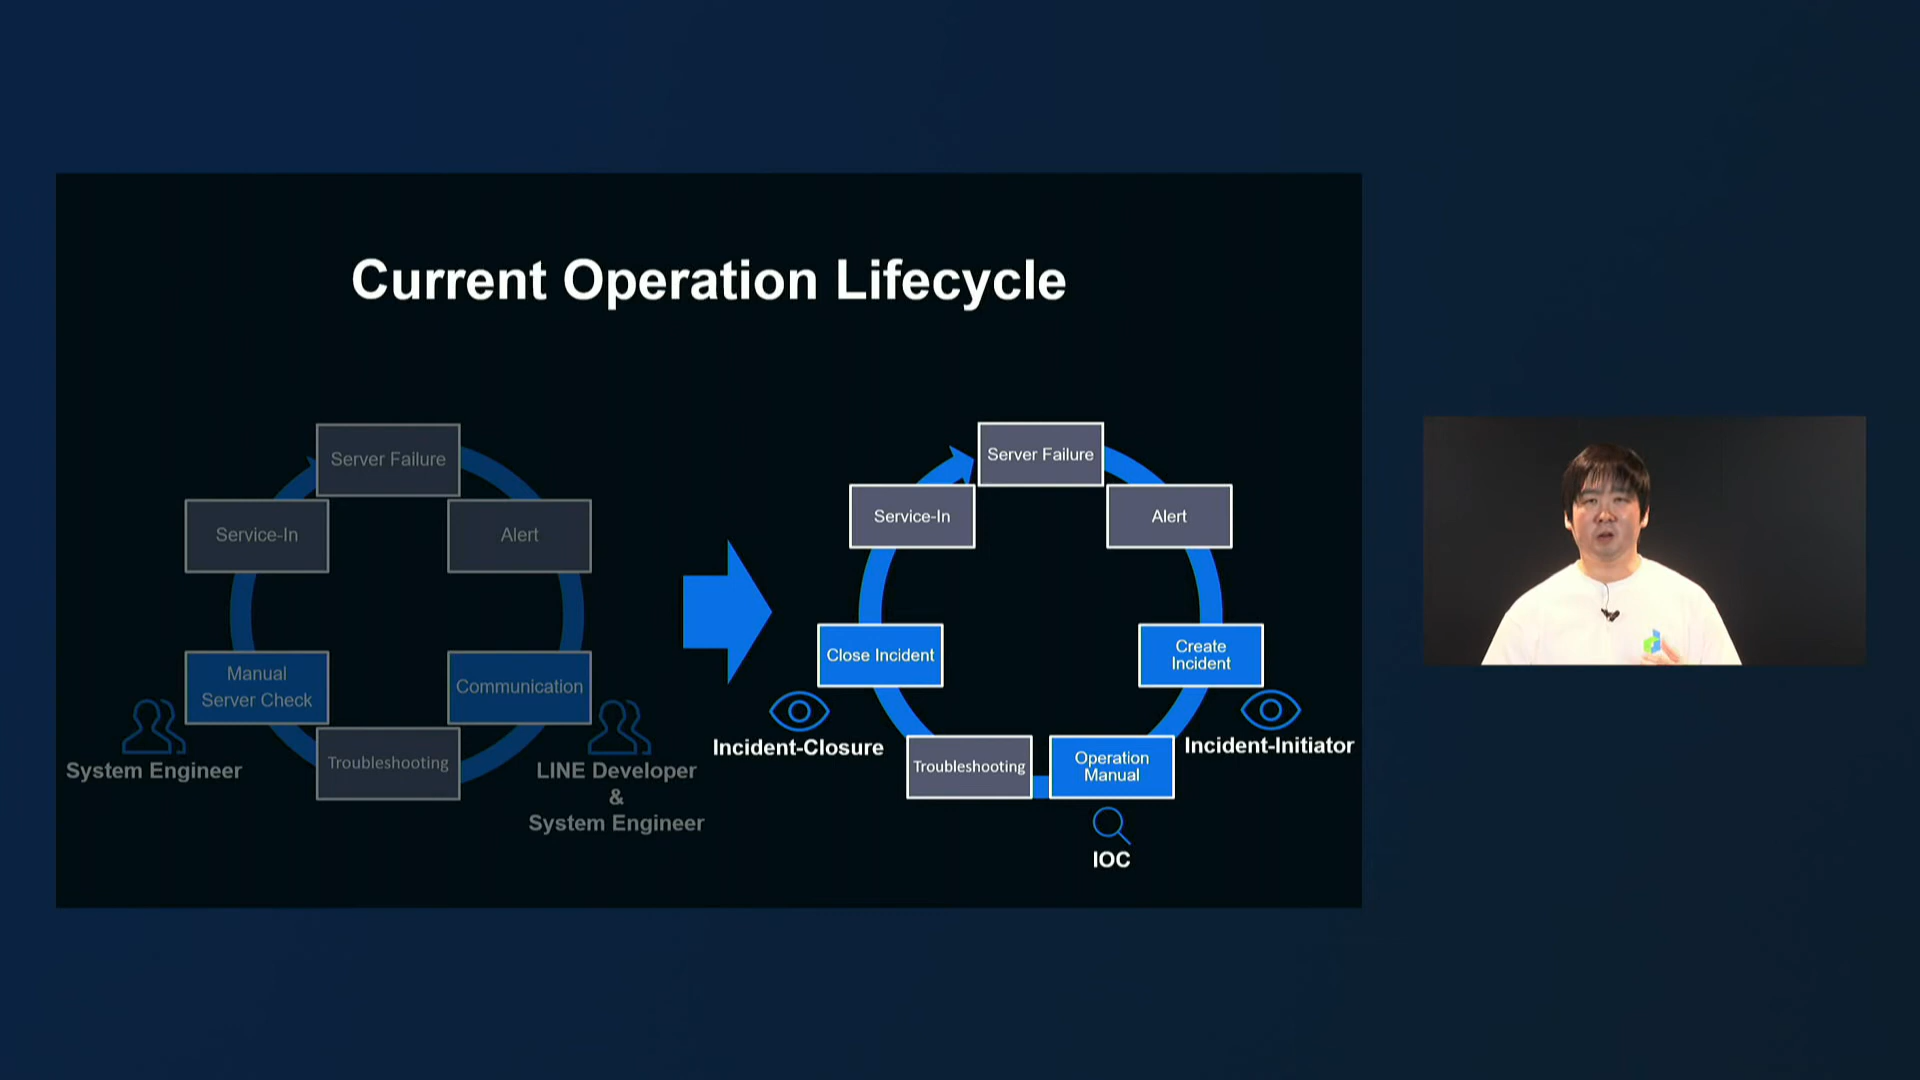 Current Operation Lifecycle
Server Failure
Service-In
Alert
Manual
Server Check
Communication
Troubleshooting
System Engineer
LINE Developer
&
System Engineer
Server Failure
Service-In
Alert
Close Incident
Create
Incident
Incident-Closure
Incident-Initiator
Troubleshooting
Operation
Manual
IOC